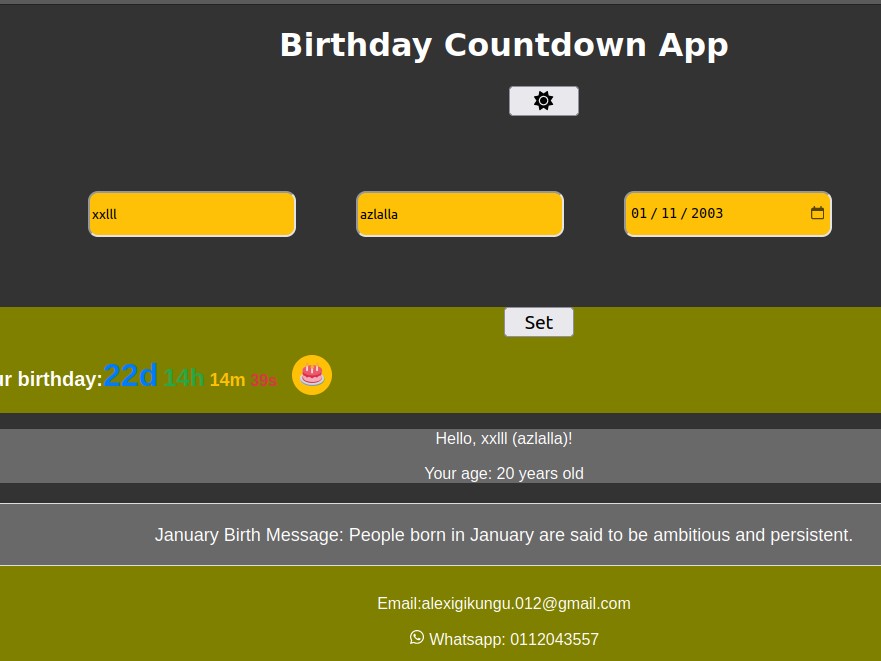 Birthday Countdown App
xxlll azlalla 01 / 11 / 2003
Set
ur birthday:22d 14h 14m 39s
Hello, xxlll (azlalla)!
Your age: 20 years old
January Birth Message: People born in January are said to be ambitious and persistent.
Email:alexigikungu.012@gmail.com
Whatsapp: 0112043557